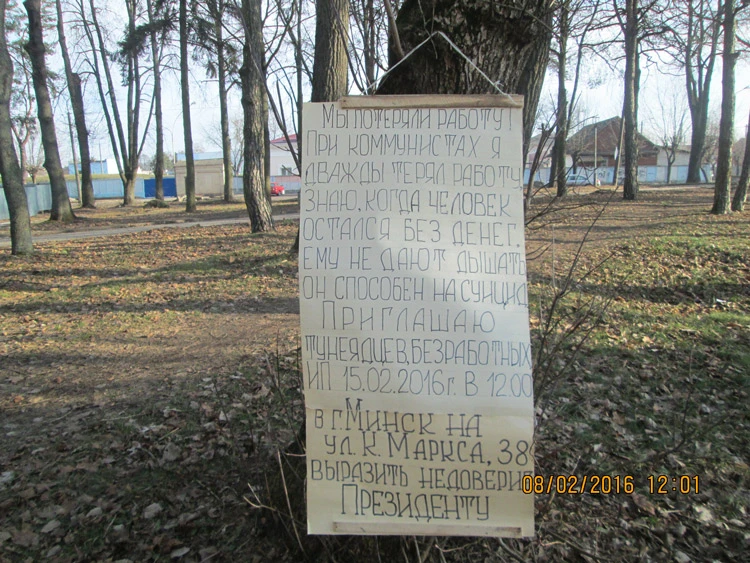 Мы потеряли работу!
При коммунистах я
дважды терял работу
знаю, когда человек
остался без денег,
ему не дают дышать
он способен на суицид
Приглашаю
тунеядцев, безработных
ИП 15.02.2016г. в 12.00
в г. Минск на
ул. К. Маркса, 38
выразить недоверие
Президенту
08/02/2016 12:01